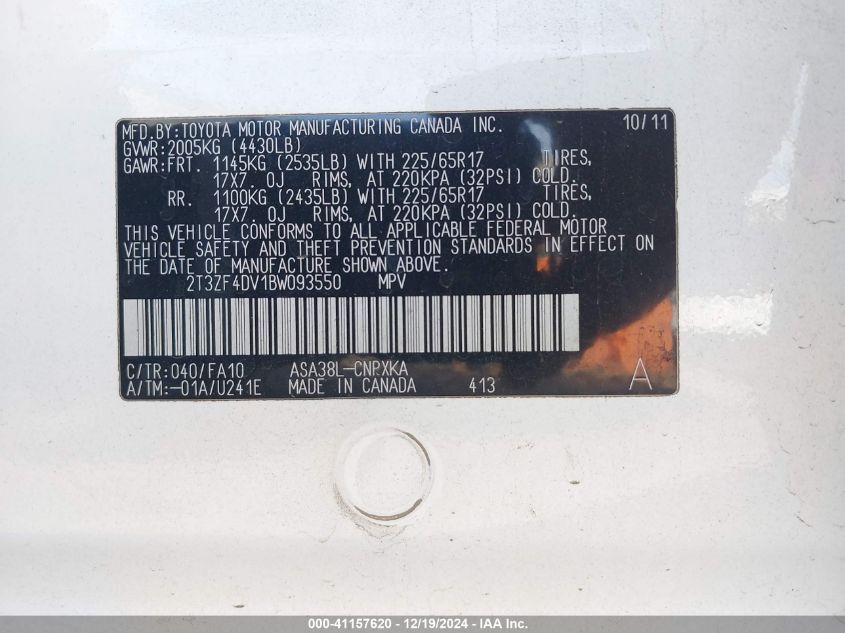 MFD.BY:TOYOTA MOTOR MANUFACTURING CANADA INC. 10/11
GVWR:2005KG (4430LB)
GAWR:FRT. 1145KG (2535LB) WITH 225/65R17 TIRES,
17X7. 0J RIMS, AT 220KPA (32PSI) COLD.
RR. 1100KG (2435LB) WITH 225/65R17 TIRES,
17X7. 0J RIMS, AT 220KPA (32PSI) COLD.
THIS VEHICLE CONFORMS TO ALL APPLICABLE FEDERAL MOTOR
VEHICLE SAFETY AND THEFT PREVENTION STANDARDS IN EFFECT ON
THE DATE OF MANUFACTURE SHOWN ABOVE.
2T3ZF4DV1BW093550 MPV
C/TR:040/FA10 ASA38L-CNPXKA
A/TM:-01A/U241E MADE IN CANADA 413 A
000-41157620 - 12/19/2024 - IAA Inc.